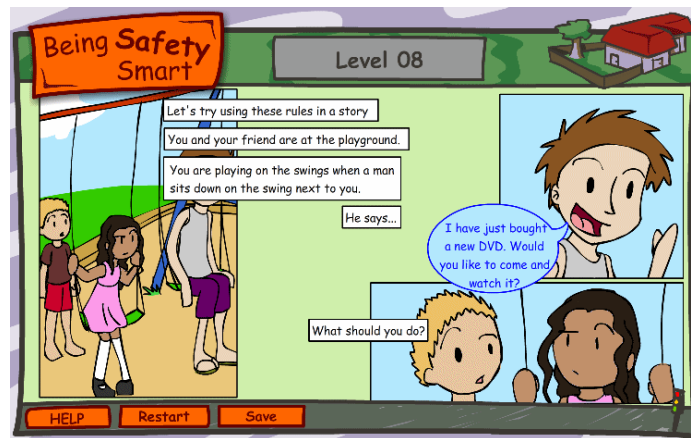 Being Safety
Smart
Level 08
Let's try using these rules in a story
You and your friend are at the playground.
You are playing on the swings when a man
sits down on the swing next to you.
He says...
I have just bought
a new DVD. Would
you like to come and
watch it?
What should you do?
HELP
Restart
Save